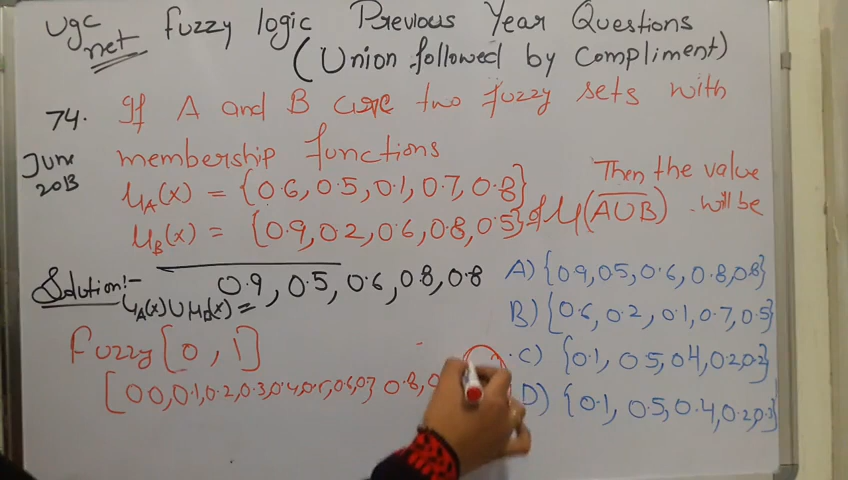 Ugc net fuzzy logic Previous Year Questions
(Union followed by Compliment)
74. If A and B are two fuzzy sets with
June 2013 membership functions
μA(x) = {0.6, 0.5, 0.1, 0.7, 0.8} Then the value
μB(x) = {0.9, 0.2, 0.6, 0.8, 0.5} of μ(A∪B) will be
Solution:- 0.9, 0.5, 0.6, 0.8, 0.8
μA(x) ∪ μB(x) =
fuzzy [0, 1]
[0.0, 0.1, 0.2, 0.3, 0.4, 0.5, 0.6, 0.7 0.8,
A) {0.9, 0.5, 0.6, 0.8, 0.8}
B) {0.6, 0.2, 0.1, 0.7, 0.5}
C) {0.1, 0.5, 0.4, 0.2, 0.2}
D) {0.1, 0.5, 0.4, 0.2, 0.3}